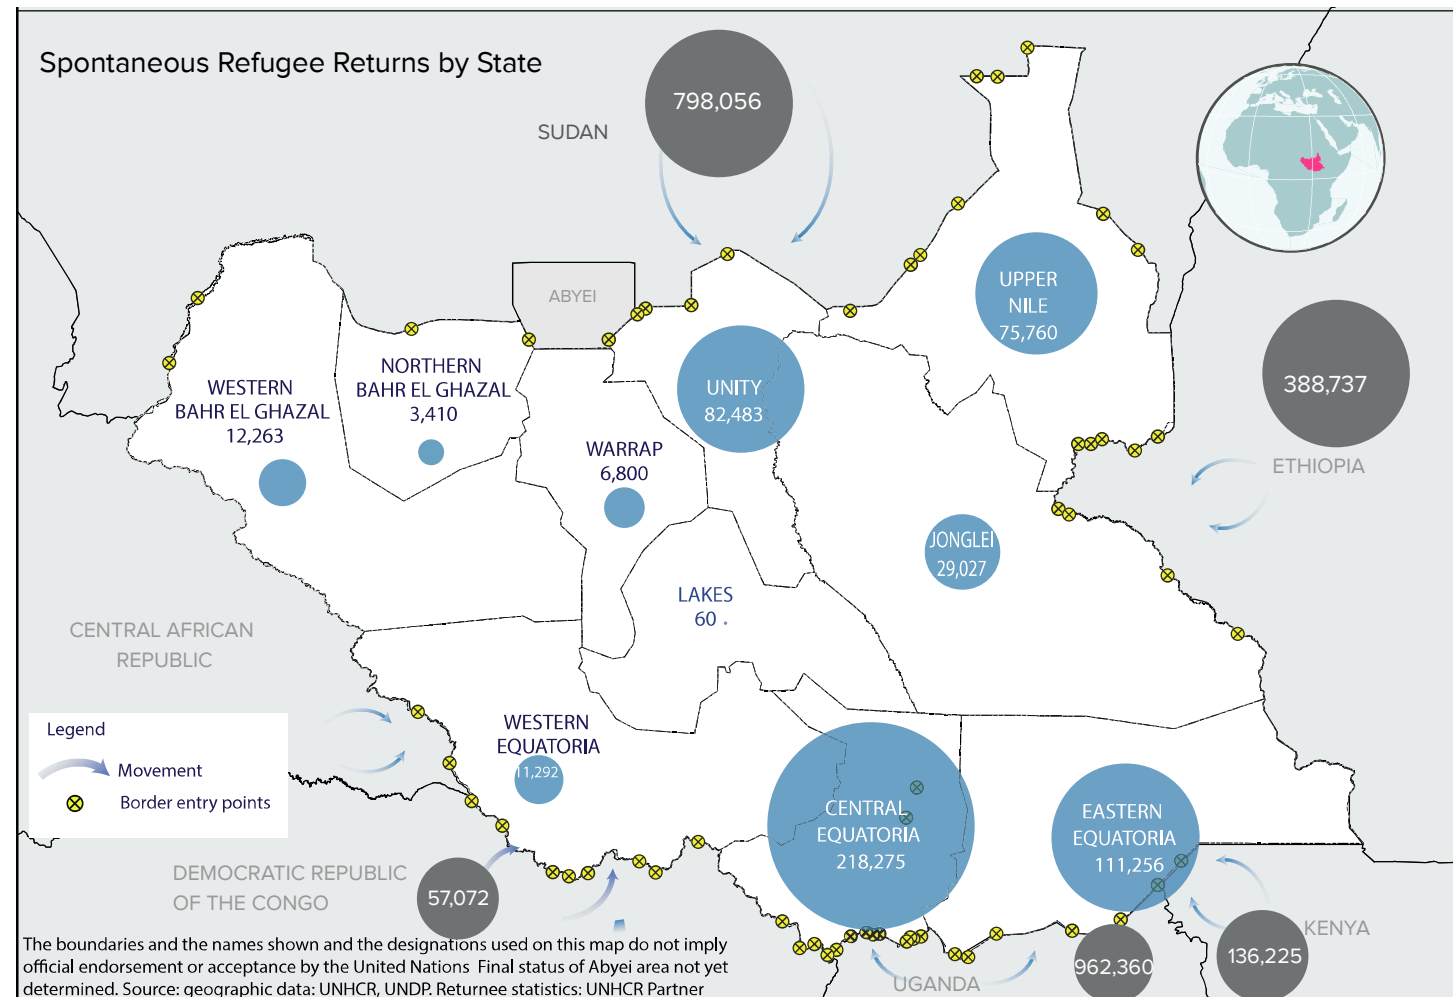 Spontaneous Refugee Returns by State
798,056
SUDAN
ABYEI
UPPER
NILE
75,760
388,737
ETHIOPIA
WESTERN
BAHR EL GHAZAL
12,263
NORTHERN
BAHR EL GHAZAL
3,410
UNITY
82,483
WARRAP
6,800
JONGLEI
29,027
LAKES
60
CENTRAL AFRICAN
REPUBLIC
Legend
Movement
Border entry points
WESTERN
EQUATORIA
11,292
CENTRAL
EQUATORIA
218,275
EASTERN
EQUATORIA
111,256
DEMOCRATIC REPUBLIC
OF THE CONGO
57,072
UGANDA
962,360
136,225
KENYA
The boundaries and the names shown and the designations used on this map do not imply
official endorsement or acceptance by the United Nations Final status of Abyei area not yet
determined. Source: geographic data: UNHCR, UNDP. Returnee statistics: UNHCR Partner